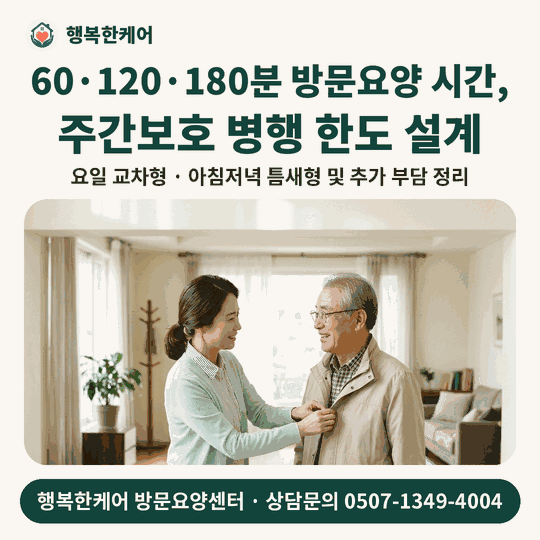 행복한케어
60·120·180분 방문요양 시간,
주간보호 병행 한도 설계
요일 교차형 · 아침저녁 틈새형 및 추가 부담 정리
행복한케어 방문요양센터 · 상담문의 0507-1349-4004